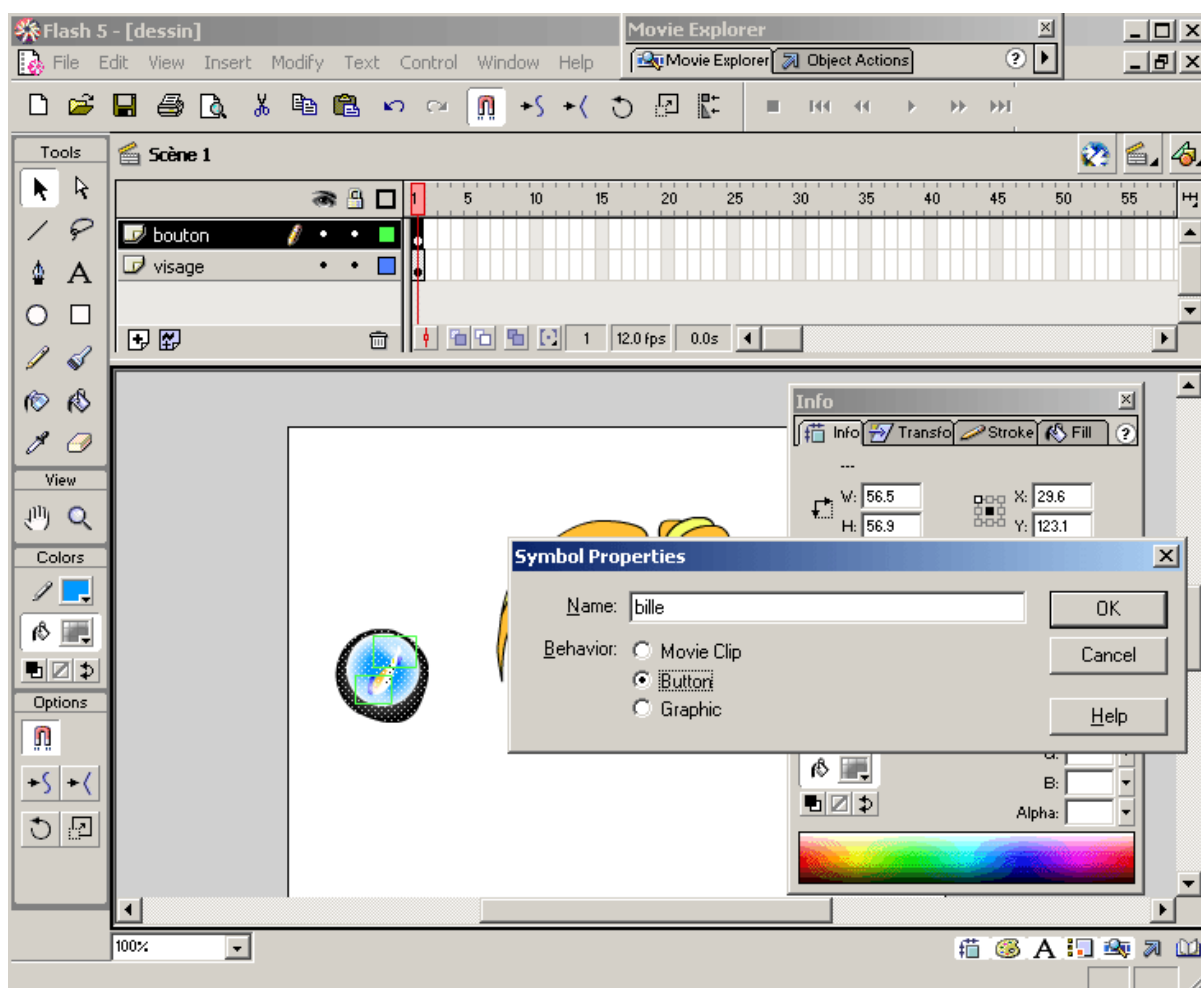 Flash 5 - [dessin]
Movie Explorer
File Edit View Insert Modify Text Control Window Help
Movie Explorer Object Actions ?
Tools
Scène 1
1 5 10 15 20 25 30 35 40 45 50 55
bouton
visage
A
1 12.0 fps 0.0s
View
Colors
Options
Info
Info Transfo Stroke Fill ?
---
W: 56.5 X: 29.6
H: 56.9 Y: 123.1
Symbol Properties
Name: bille
OK
Behavior: Movie Clip
Cancel
Button
Graphic
Help
B:
Alpha:
100%
A